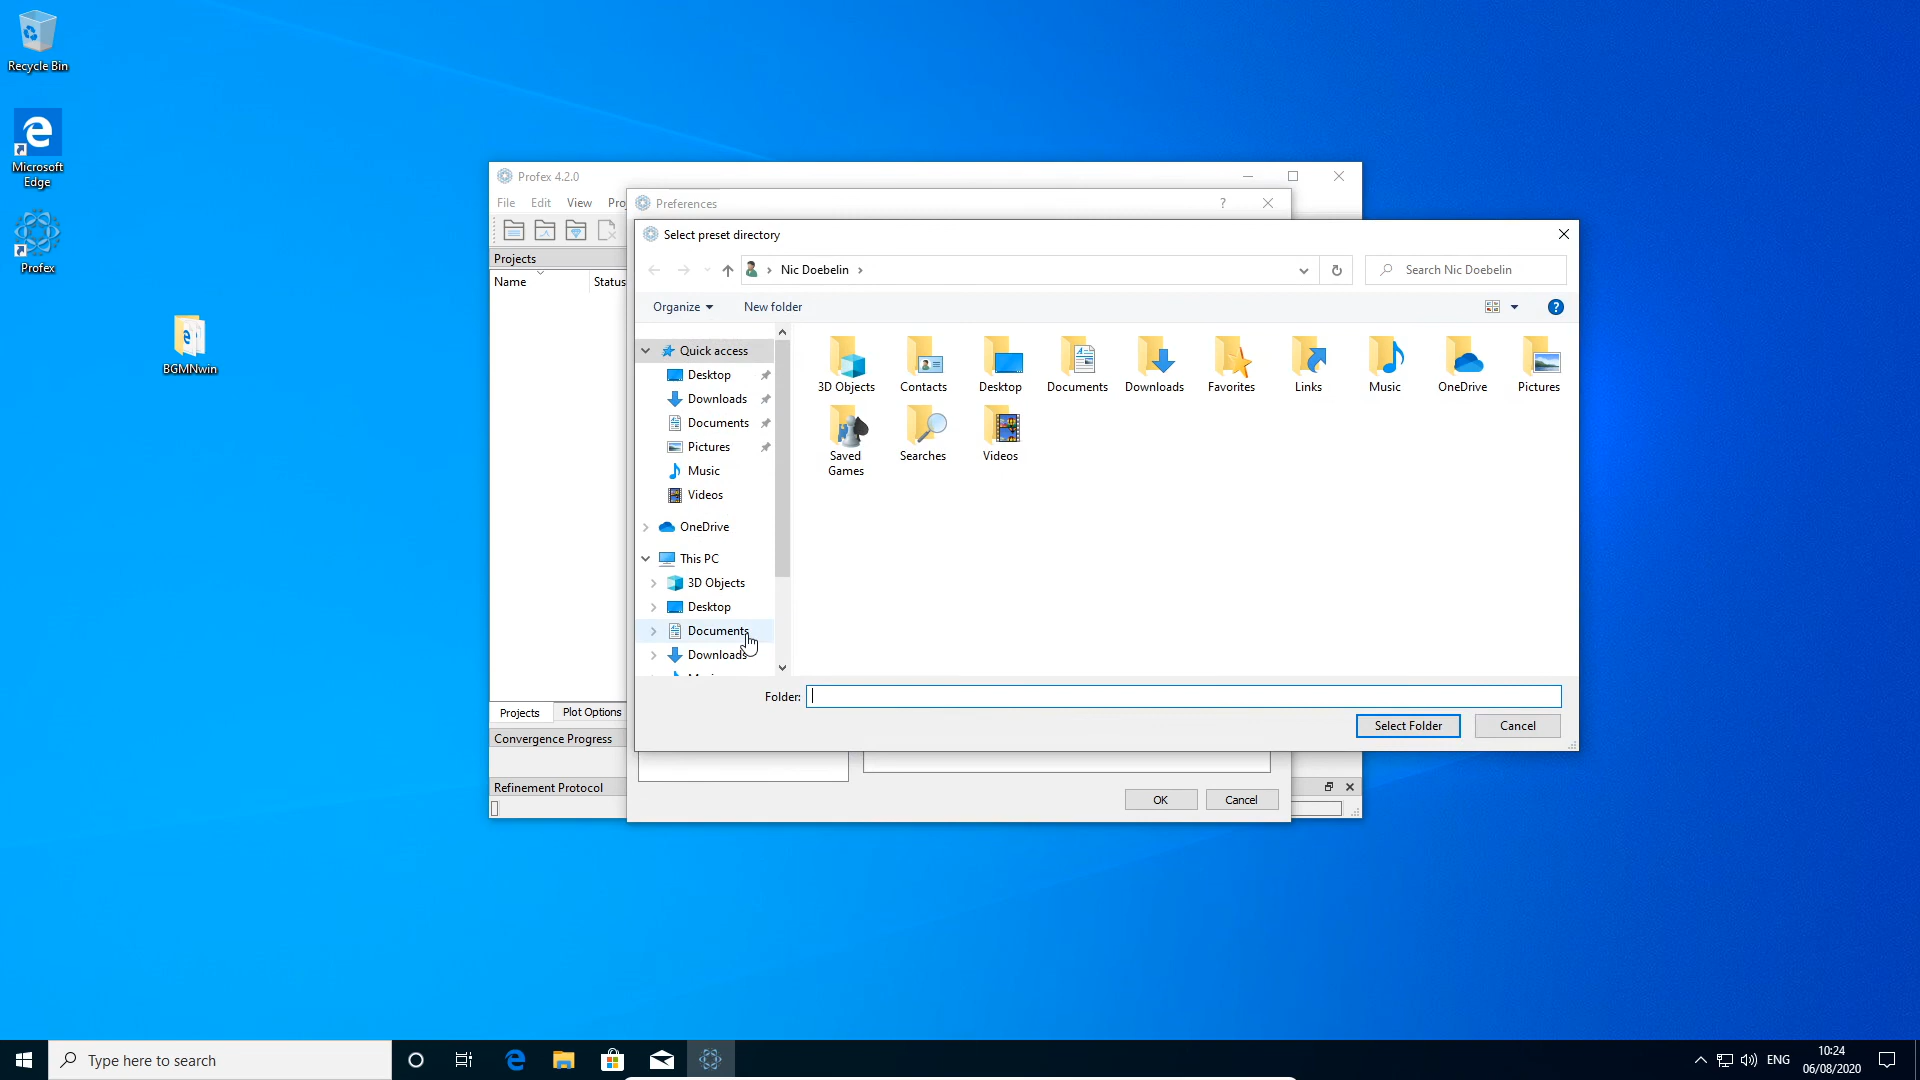 Recycle Bin
Microsoft
Edge
Profex
BGMNwin
Profex 4.2.0
File Edit View
Projects
Name Status
Projects Plot Options
Convergence Progress
Refinement Protocol
Preferences
OK Cancel
Select preset directory
Nic Doebelin
Search Nic Doebelin
Organize New folder
Quick access
Desktop
Downloads
Documents
Pictures
Music
Videos
OneDrive
This PC
3D Objects
Desktop
Documents
Downloads
3D Objects Contacts Desktop Documents Downloads Favorites Links Music OneDrive Pictures
Saved
Games
Searches Videos
Folder:
Select Folder Cancel
Type here to search
ENG
10:24
06/08/2020